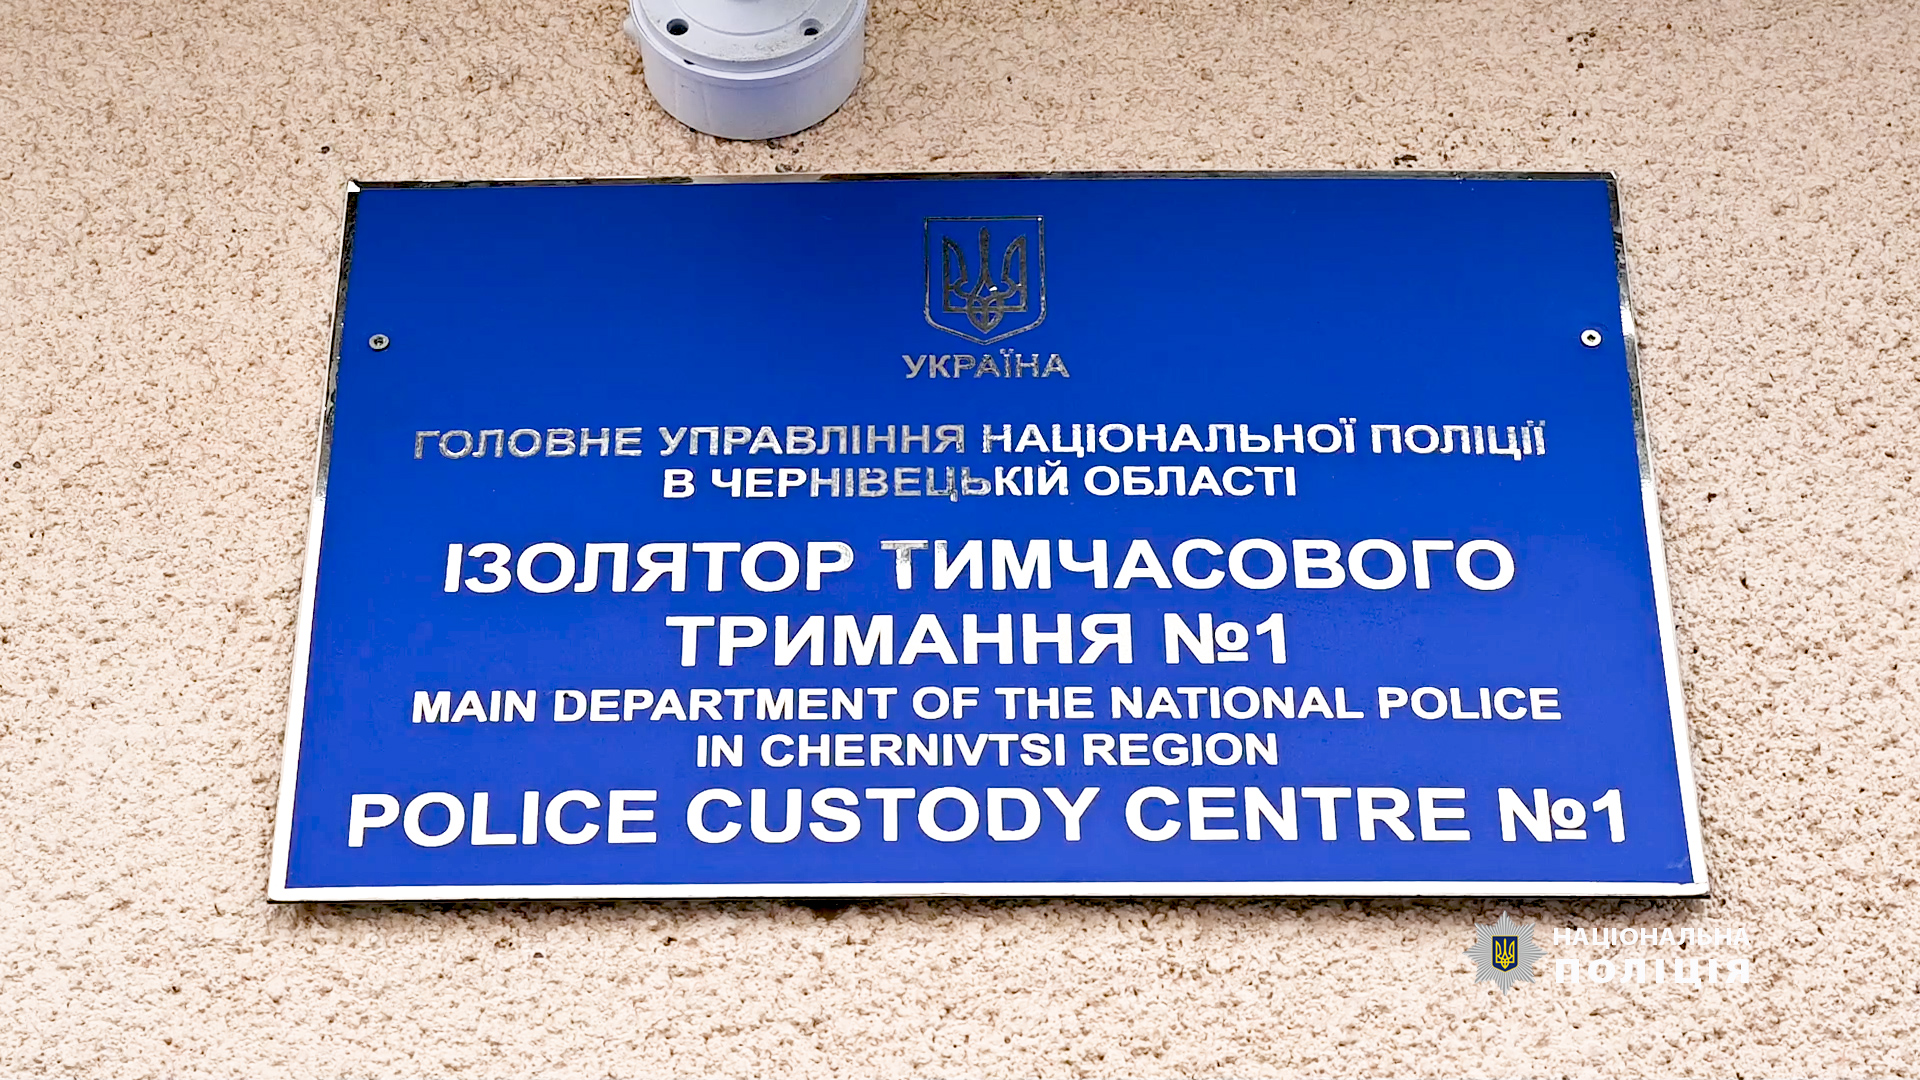 УКРАЇНА
ГОЛОВНЕ УПРАВЛІННЯ НАЦІОНАЛЬНОЇ ПОЛІЦІЇ
В ЧЕРНІВЕЦЬКІЙ ОБЛАСТІ
ІЗОЛЯТОР ТИМЧАСОВОГО
ТРИМАННЯ №1
MAIN DEPARTMENT OF THE NATIONAL POLICE
IN CHERNIVTSI REGION
POLICE CUSTODY CENTRE №1
НАЦІОНАЛЬНА
ПОЛІЦІЯ